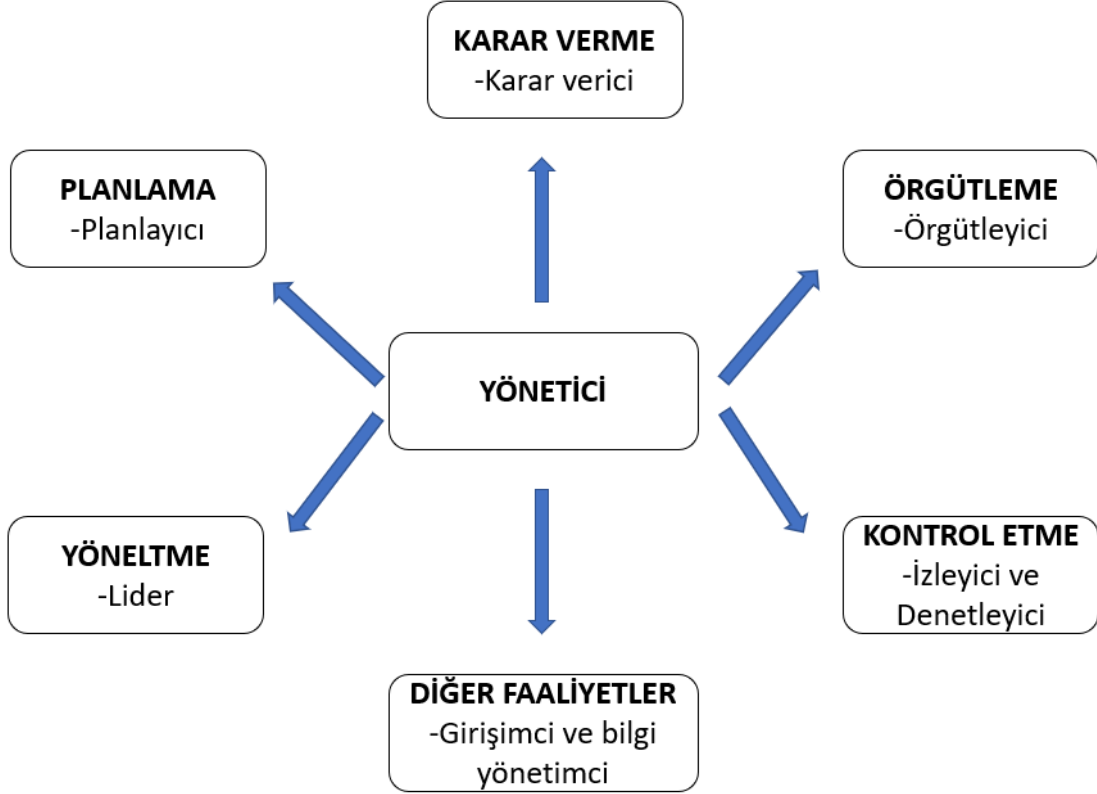 KARAR VERME
-Karar verici
PLANLAMA
-Planlayıcı
ÖRGÜTLEME
-Örgütleyici
YÖNETİCİ
YÖNELTME
-Lider
KONTROL ETME
-İzleyici ve
Denetleyici
DİĞER FAALİYETLER
-Girişimci ve bilgi
yönetimci